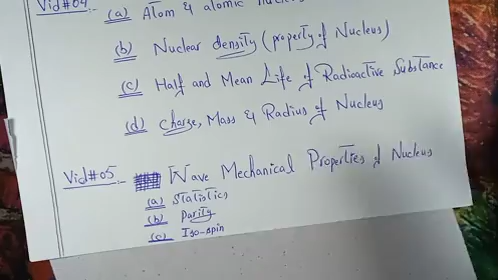 Vid#04
(a) Atom & atomic nucleus
(b) Nuclear density (property of Nucleus)
(c) Half and Mean Life of Radioactive Substance
(d) Charge, Mass & Radius of Nucleus
Vid#05:- Wave Mechanical Properties of Nucleus
(a) Statistics
(b) Parity
(c) Iso-spin